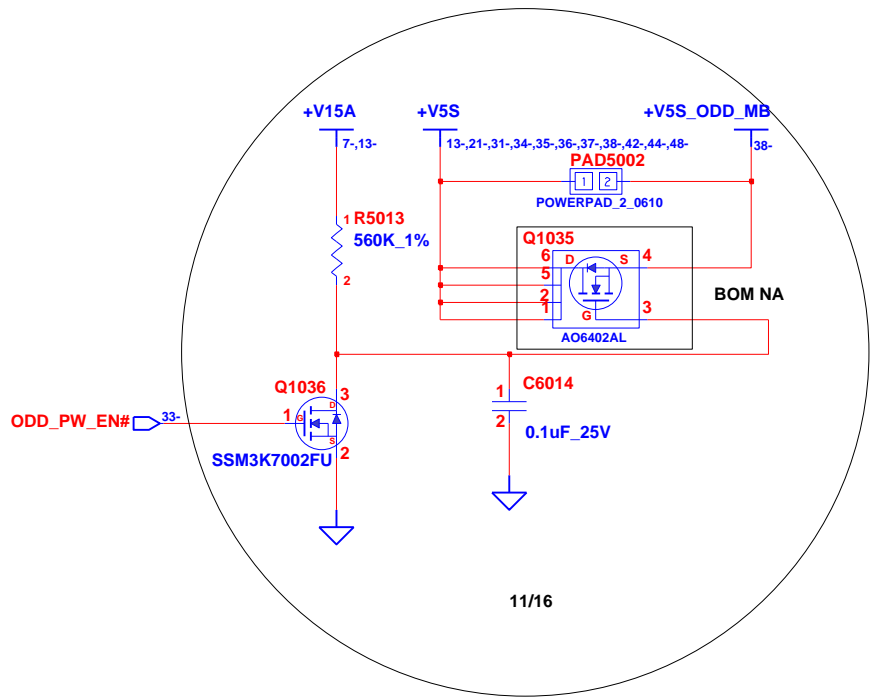 +V15A
+V5S
+V5S_ODD_MB
7-,13-
13-,21-,31-,34-,35-,36-,37-,38-,42-,44-,48-
38-
PAD5002
1 2
POWERPAD_2_0610
1 R5013
560K_1%
2
Q1035
6 D S 4
5
2
1 G 3
AO6402AL
BOM NA
Q1036
3
D
ODD_PW_EN# 33- 1 G
S
2
SSM3K7002FU
C6014
1
2
0.1uF_25V
11/16